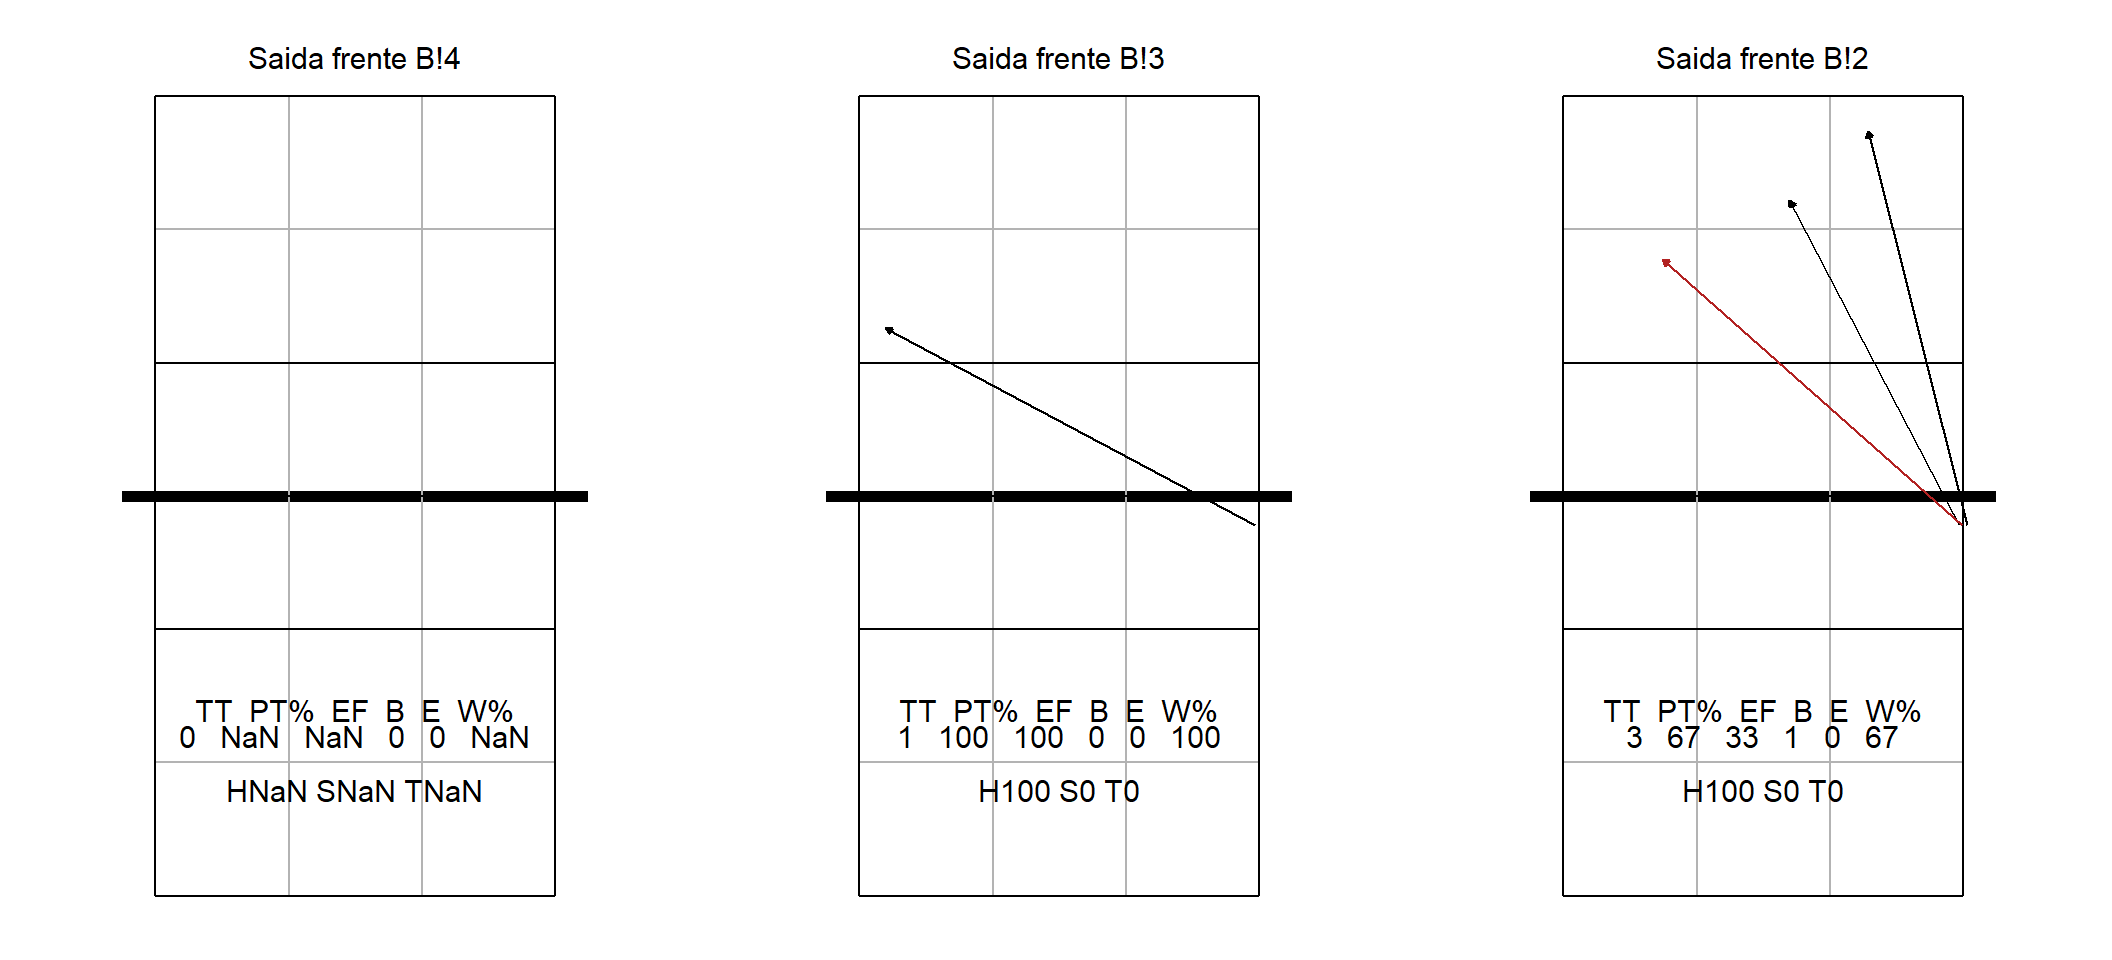 Saida frente B!4
TT PT% EF B E W%
0 NaN NaN 0 0 NaN
HNaN SNaN TNaN
Saida frente B!3
TT PT% EF B E W%
1 100 100 0 0 100
H100 S0 T0
Saida frente B!2
TT PT% EF B E W%
3 67 33 1 0 67
H100 S0 T0